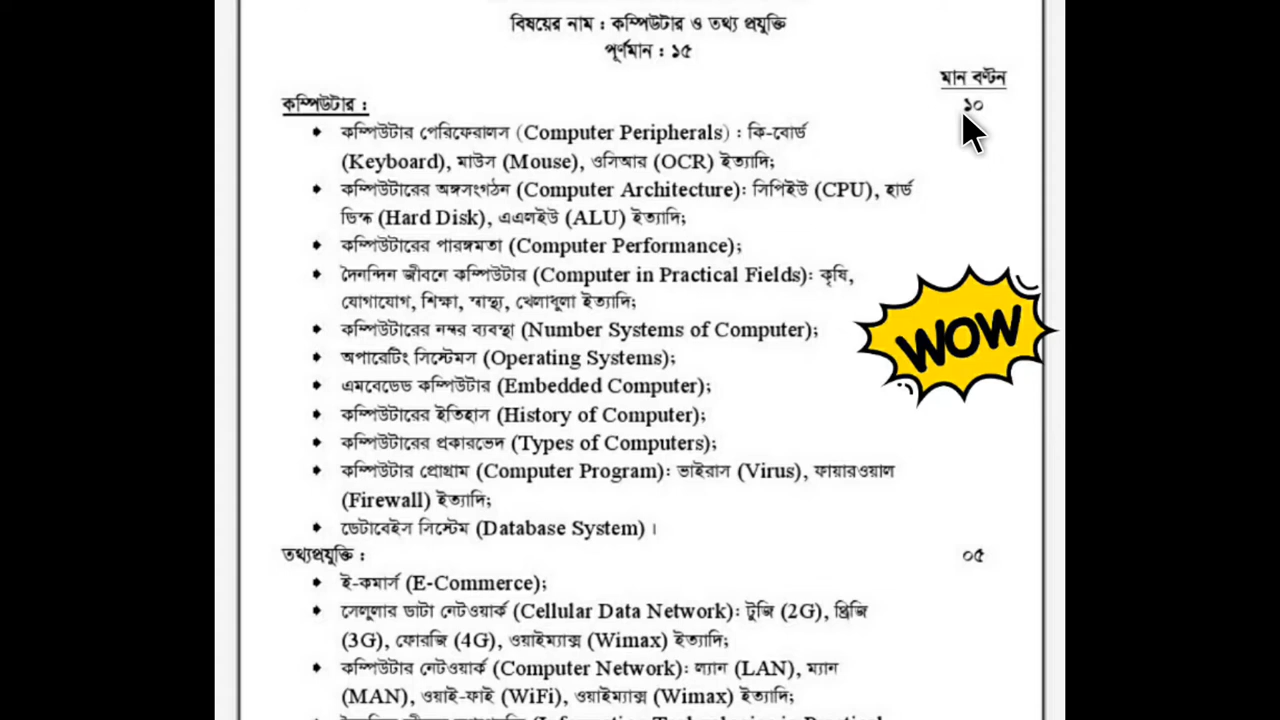 বিষয়ের নাম : কম্পিউটার ও তথ্য প্রযুক্তি
পূর্ণমান : ১৫
মান বণ্টন
কম্পিউটার :
১০
কম্পিউটার পেরিফেরালস (Computer Peripherals) : কি-বোর্ড
(Keyboard), মাউস (Mouse), ওসিআর (OCR) ইত্যাদি;
কম্পিউটারের অঙ্গসংগঠন (Computer Architecture): সিপিইউ (CPU), হার্ড
ডিস্ক (Hard Disk), এএলইউ (ALU) ইত্যাদি;
কম্পিউটারের পারঙ্গমতা (Computer Performance);
দৈনন্দিন জীবনে কম্পিউটার (Computer in Practical Fields): কৃষি,
যোগাযোগ, শিক্ষা, স্বাস্থ্য, খেলাধুলা ইত্যাদি;
কম্পিউটারের নম্বর ব্যবস্থা (Number Systems of Computer);
WOW
অপারেটিং সিস্টেমস (Operating Systems);
এমবেডেড কম্পিউটার (Embedded Computer);
কম্পিউটারের ইতিহাস (History of Computer);
কম্পিউটারের প্রকারভেদ (Types of Computers);
কম্পিউটার প্রোগ্রাম (Computer Program): ভাইরাস (Virus), ফায়ারওয়াল
(Firewall) ইত্যাদি;
ডেটাবেইস সিস্টেম (Database System) ।
তথ্যপ্রযুক্তি :
০৫
ই-কমার্স (E-Commerce);
সেলুলার ডাটা নেটওয়ার্ক (Cellular Data Network): টুজি (2G), থ্রিজি
(3G), ফোরজি (4G), ওয়াইম্যাক্স (Wimax) ইত্যাদি;
কম্পিউটার নেটওয়ার্ক (Computer Network): ল্যান (LAN), ম্যান
(MAN), ওয়াই-ফাই (WiFi), ওয়াইম্যাক্স (Wimax) ইত্যাদি;